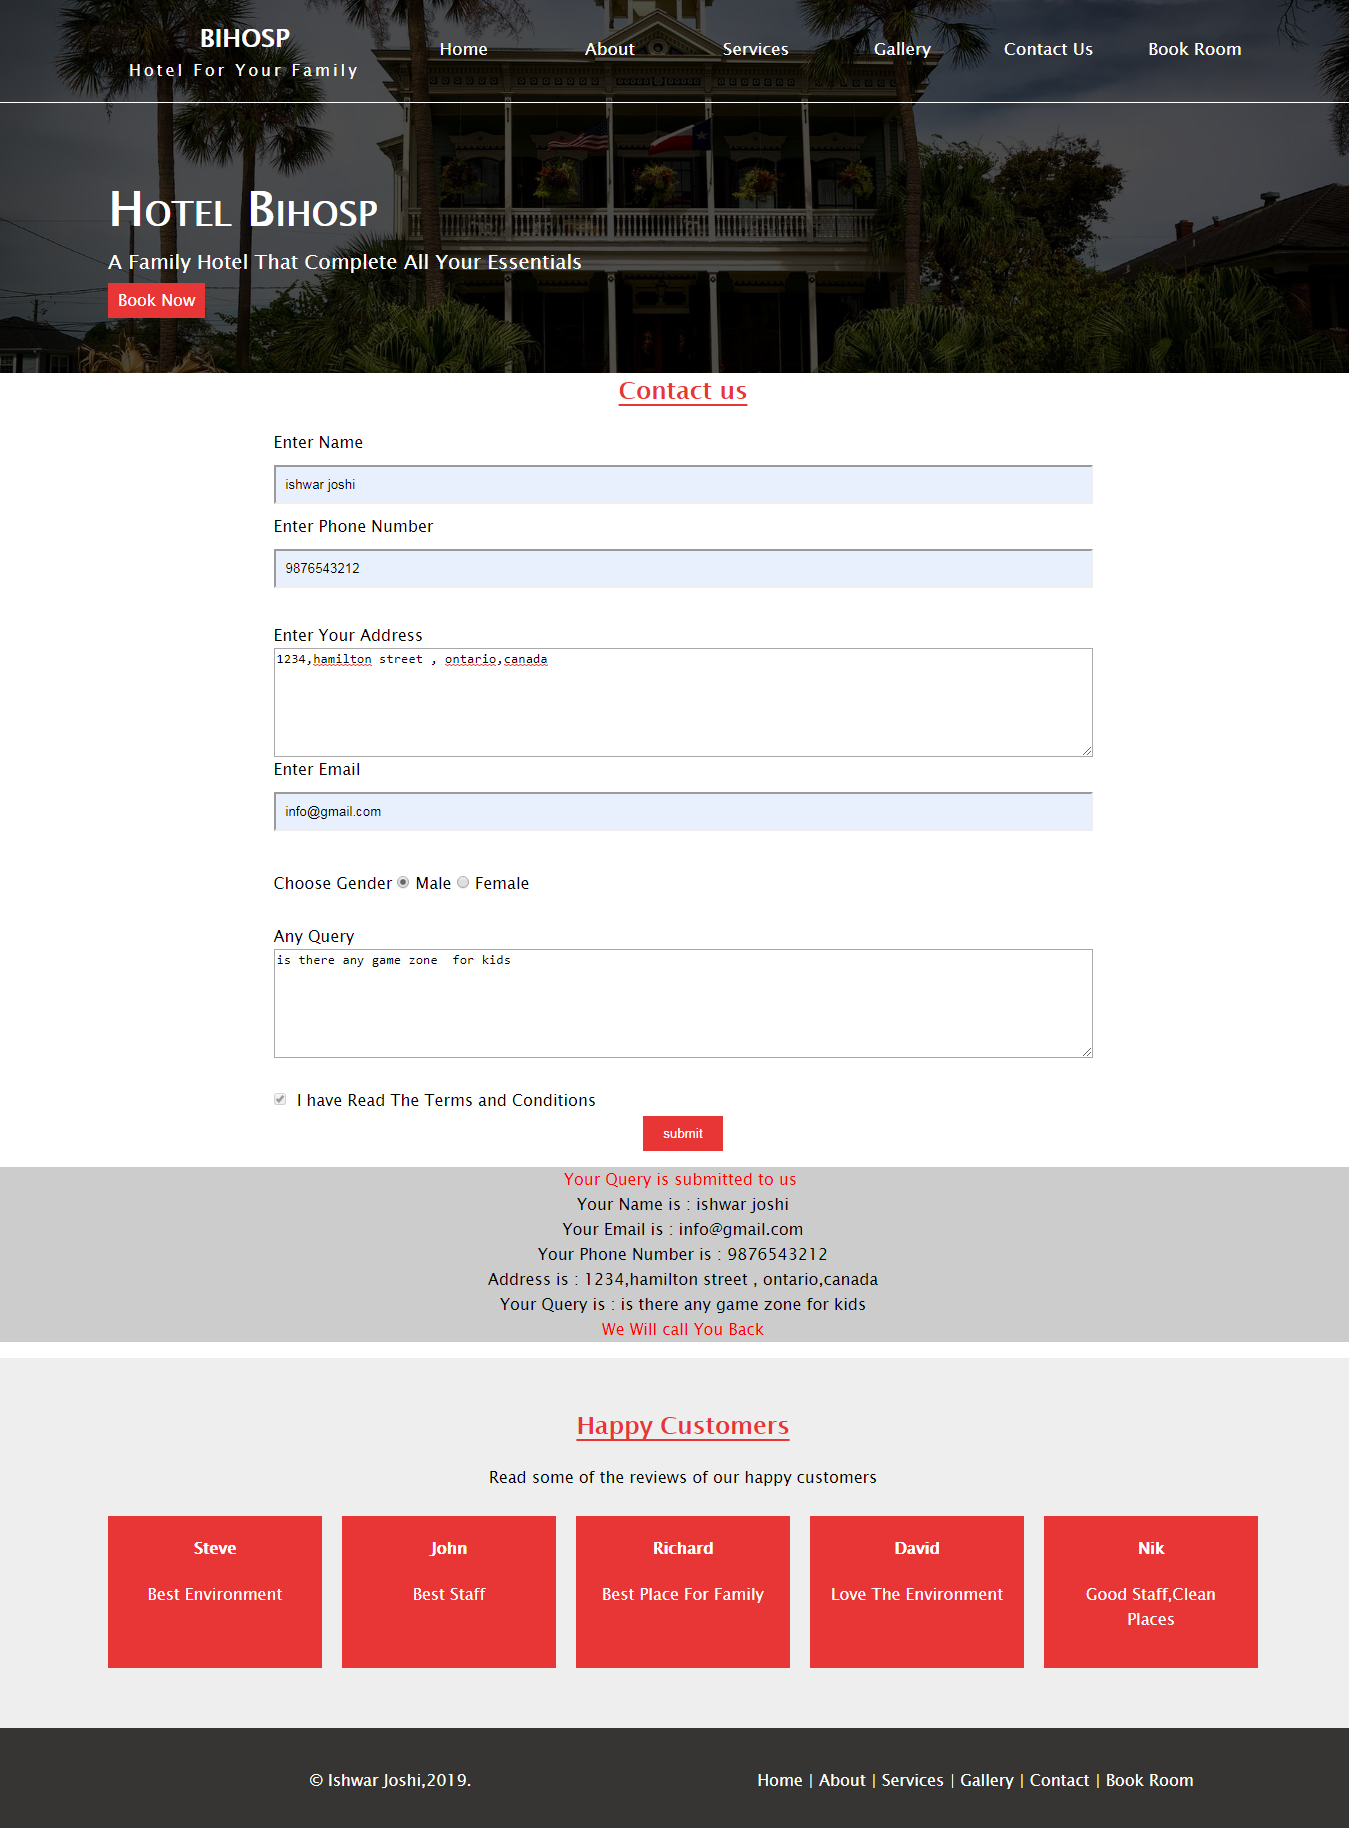 BIHOSP
Hotel For Your Family
Home About Services Gallery Contact Us Book Room
Hotel Bihosp
A Family Hotel That Complete All Your Essentials
Book Now
Contact us
Enter Name
ishwar joshi
Enter Phone Number
9876543212
Enter Your Address
1234,hamilton street , ontario,canada
Enter Email
info@gmail.com
Choose Gender Male Female
Any Query
is there any game zone  for kids
I have Read The Terms and Conditions
submit
Your Query is submitted to us
Your Name is : ishwar joshi
Your Email is : info@gmail.com
Your Phone Number is : 9876543212
Address is : 1234,hamilton street , ontario,canada
Your Query is : is there any game zone for kids
We Will call You Back
Happy Customers
Read some of the reviews of our happy customers
Steve
Best Environment
John
Best Staff
Richard
Best Place For Family
David
Love The Environment
Nik
Good Staff,Clean
Places
© Ishwar Joshi,2019.
Home | About | Services | Gallery | Contact | Book Room